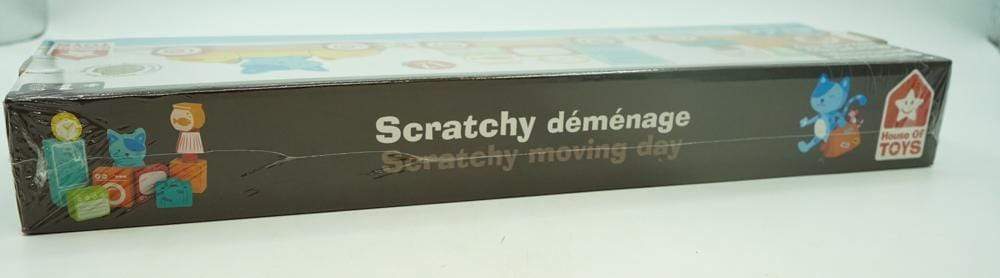 Scratchy déménage
Scratchy moving day
House Of
TOYS